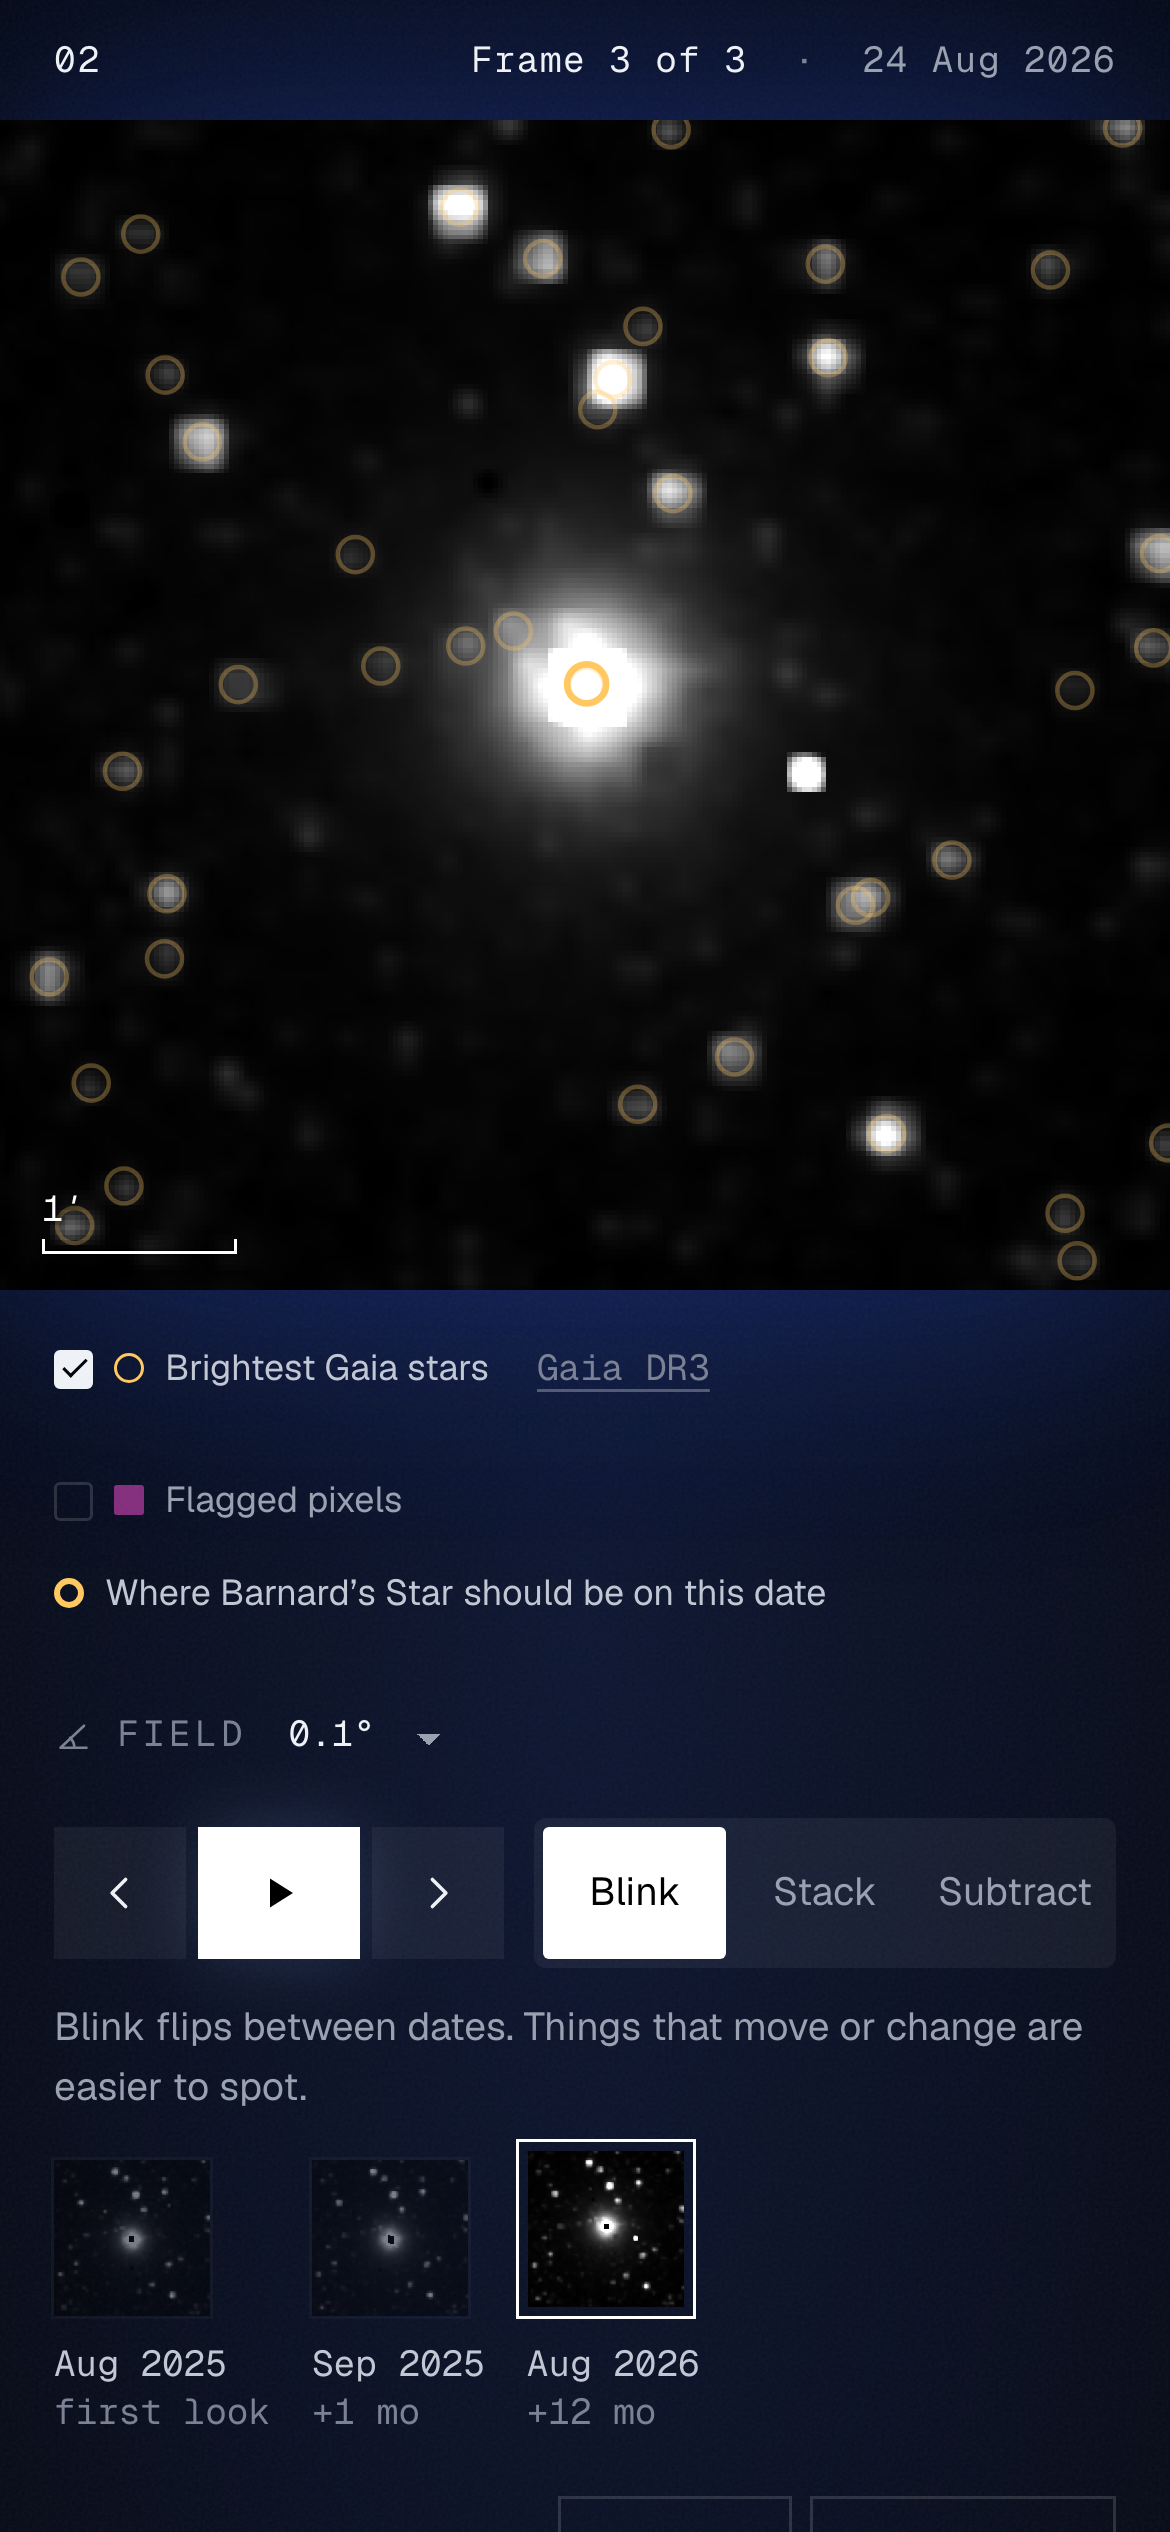 02
Frame 3 of 3 · 24 Aug 2026
1′
Brightest Gaia stars Gaia DR3
Flagged pixels
Where Barnard’s Star should be on this date
FIELD 0.1°
Blink Stack Subtract
Blink flips between dates. Things that move or change are
easier to spot.
Aug 2025 Sep 2025 Aug 2026
first look +1 mo +12 mo